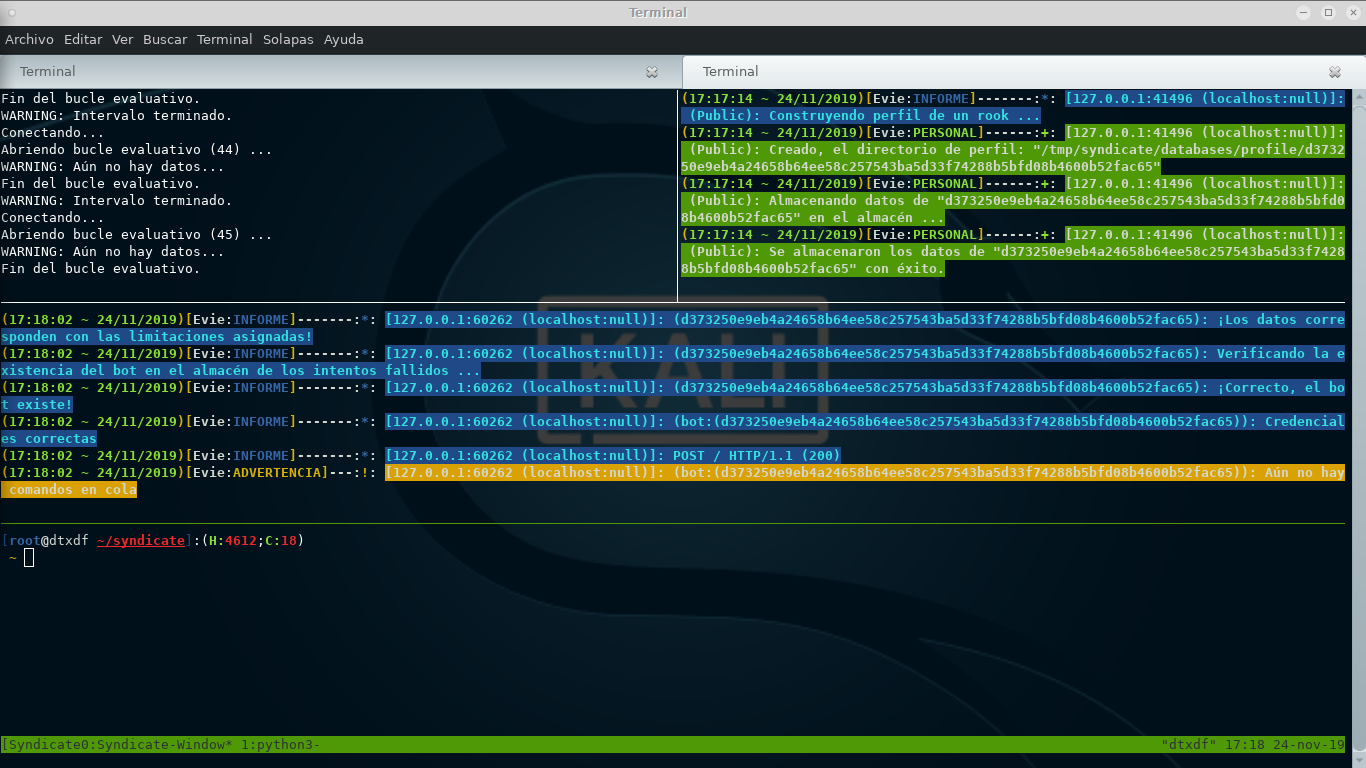 Terminal
Archivo Editar Ver Buscar Terminal Solapas Ayuda
Terminal
Terminal
Fin del bucle evaluativo.
WARNING: Intervalo terminado.
Conectando...
Abriendo bucle evaluativo (44) ...
WARNING: Aún no hay datos...
Fin del bucle evaluativo.
WARNING: Intervalo terminado.
Conectando...
Abriendo bucle evaluativo (45) ...
WARNING: Aún no hay datos...
Fin del bucle evaluativo.
(17:17:14 ~ 24/11/2019)[Evie:INFORME]-------:*: [127.0.0.1:41496 (localhost:null)]:
(Public): Construyendo perfil de un rook ...
(17:17:14 ~ 24/11/2019)[Evie:PERSONAL]------:+: [127.0.0.1:41496 (localhost:null)]:
(Public): Creado, el directorio de perfil: "/tmp/syndicate/databases/profile/d3732
50e9eb4a24658b64ee58c257543ba5d33f74288b5bfd08b4600b52fac65"
(17:17:14 ~ 24/11/2019)[Evie:PERSONAL]------:+: [127.0.0.1:41496 (localhost:null)]:
(Public): Almacenando datos de "d373250e9eb4a24658b64ee58c257543ba5d33f74288b5bfd0
8b4600b52fac65" en el almacén ...
(17:17:14 ~ 24/11/2019)[Evie:PERSONAL]------:+: [127.0.0.1:41496 (localhost:null)]:
(Public): Se almacenaron los datos de "d373250e9eb4a24658b64ee58c257543ba5d33f7428
8b5bfd08b4600b52fac65" con éxito.
(17:18:02 ~ 24/11/2019)[Evie:INFORME]-------:*: [127.0.0.1:60262 (localhost:null)]: (d373250e9eb4a24658b64ee58c257543ba5d33f74288b5bfd08b4600b52fac65): ¡Los datos corre
sponden con las limitaciones asignadas!
(17:18:02 ~ 24/11/2019)[Evie:INFORME]-------:*: [127.0.0.1:60262 (localhost:null)]: (d373250e9eb4a24658b64ee58c257543ba5d33f74288b5bfd08b4600b52fac65): Verificando la e
xistencia del bot en el almacén de los intentos fallidos ...
(17:18:02 ~ 24/11/2019)[Evie:INFORME]-------:*: [127.0.0.1:60262 (localhost:null)]: (d373250e9eb4a24658b64ee58c257543ba5d33f74288b5bfd08b4600b52fac65): ¡Correcto, el bo
t existe!
(17:18:02 ~ 24/11/2019)[Evie:INFORME]-------:*: [127.0.0.1:60262 (localhost:null)]: (bot:(d373250e9eb4a24658b64ee58c257543ba5d33f74288b5bfd08b4600b52fac65)): Credencial
es correctas
(17:18:02 ~ 24/11/2019)[Evie:INFORME]-------:*: [127.0.0.1:60262 (localhost:null)]: POST / HTTP/1.1 (200)
(17:18:02 ~ 24/11/2019)[Evie:ADVERTENCIA]---:!: [127.0.0.1:60262 (localhost:null)]: (bot:(d373250e9eb4a24658b64ee58c257543ba5d33f74288b5bfd08b4600b52fac65)): Aún no hay
comandos en cola
KALI
[root@dtxdf ~/syndicate]:(H:4612;C:18)
~
[Syndicate0:Syndicate-Window* 1:python3- "dtxdf" 17:18 24-nov-19